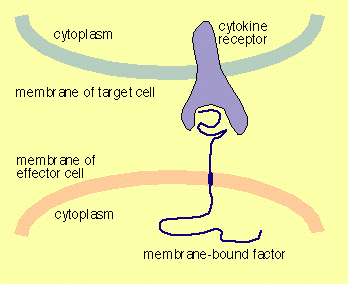 cytoplasm
cytokine
receptor
membrane of target cell
membrane of
effector cell
cytoplasm
membrane-bound factor